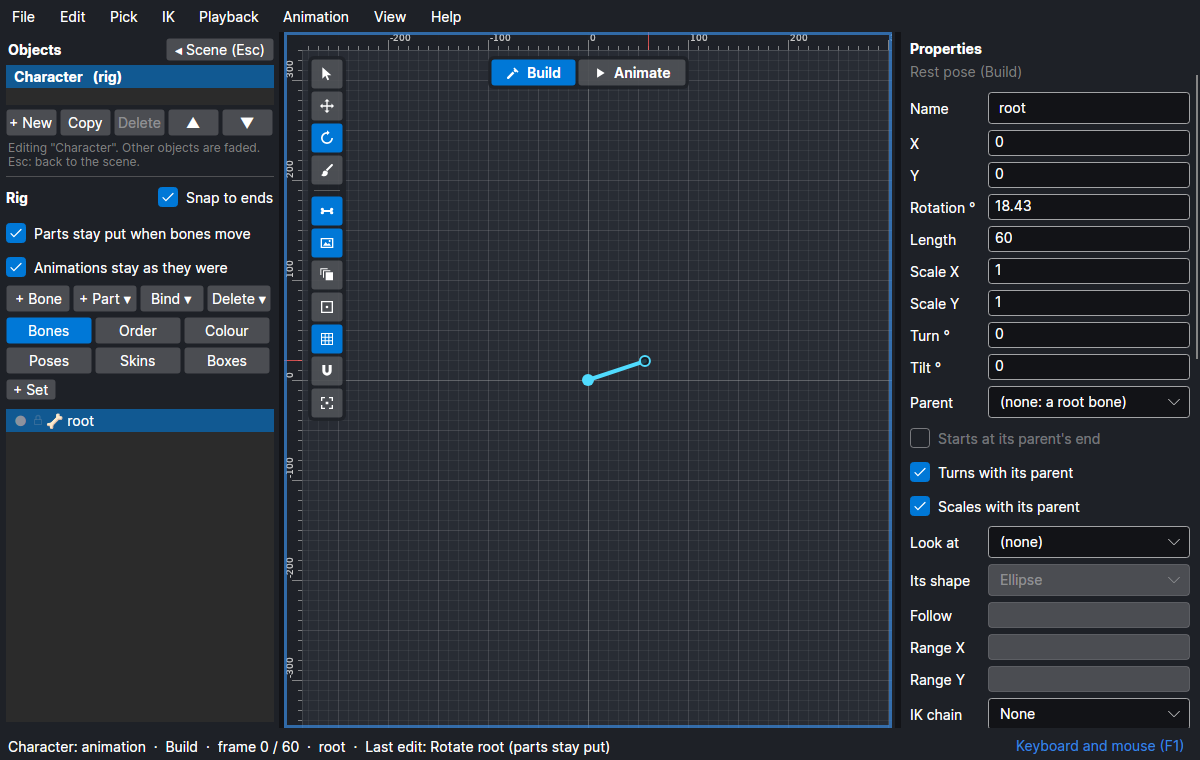 File Edit Pick IK Playback Animation View Help
Objects
◂ Scene (Esc)
Character (rig)
+ New Copy Delete ▲ ▼
Editing "Character". Other objects are faded.
Esc: back to the scene.
Rig
Snap to ends
Parts stay put when bones move
Animations stay as they were
+ Bone + Part ▾ Bind ▾ Delete ▾
Bones Order Colour
Poses Skins Boxes
+ Set
root
-200 -100 0 100 200
300
200
100
0
-100
-200
-300
Build Animate
Properties
Rest pose (Build)
Name root
X 0
Y 0
Rotation ° 18.43
Length 60
Scale X 1
Scale Y 1
Turn ° 0
Tilt ° 0
Parent (none: a root bone)
Starts at its parent's end
Turns with its parent
Scales with its parent
Look at (none)
Its shape Ellipse
Follow
Range X
Range Y
IK chain None
Character: animation · Build · frame 0 / 60 · root · Last edit: Rotate root (parts stay put)
Keyboard and mouse (F1)